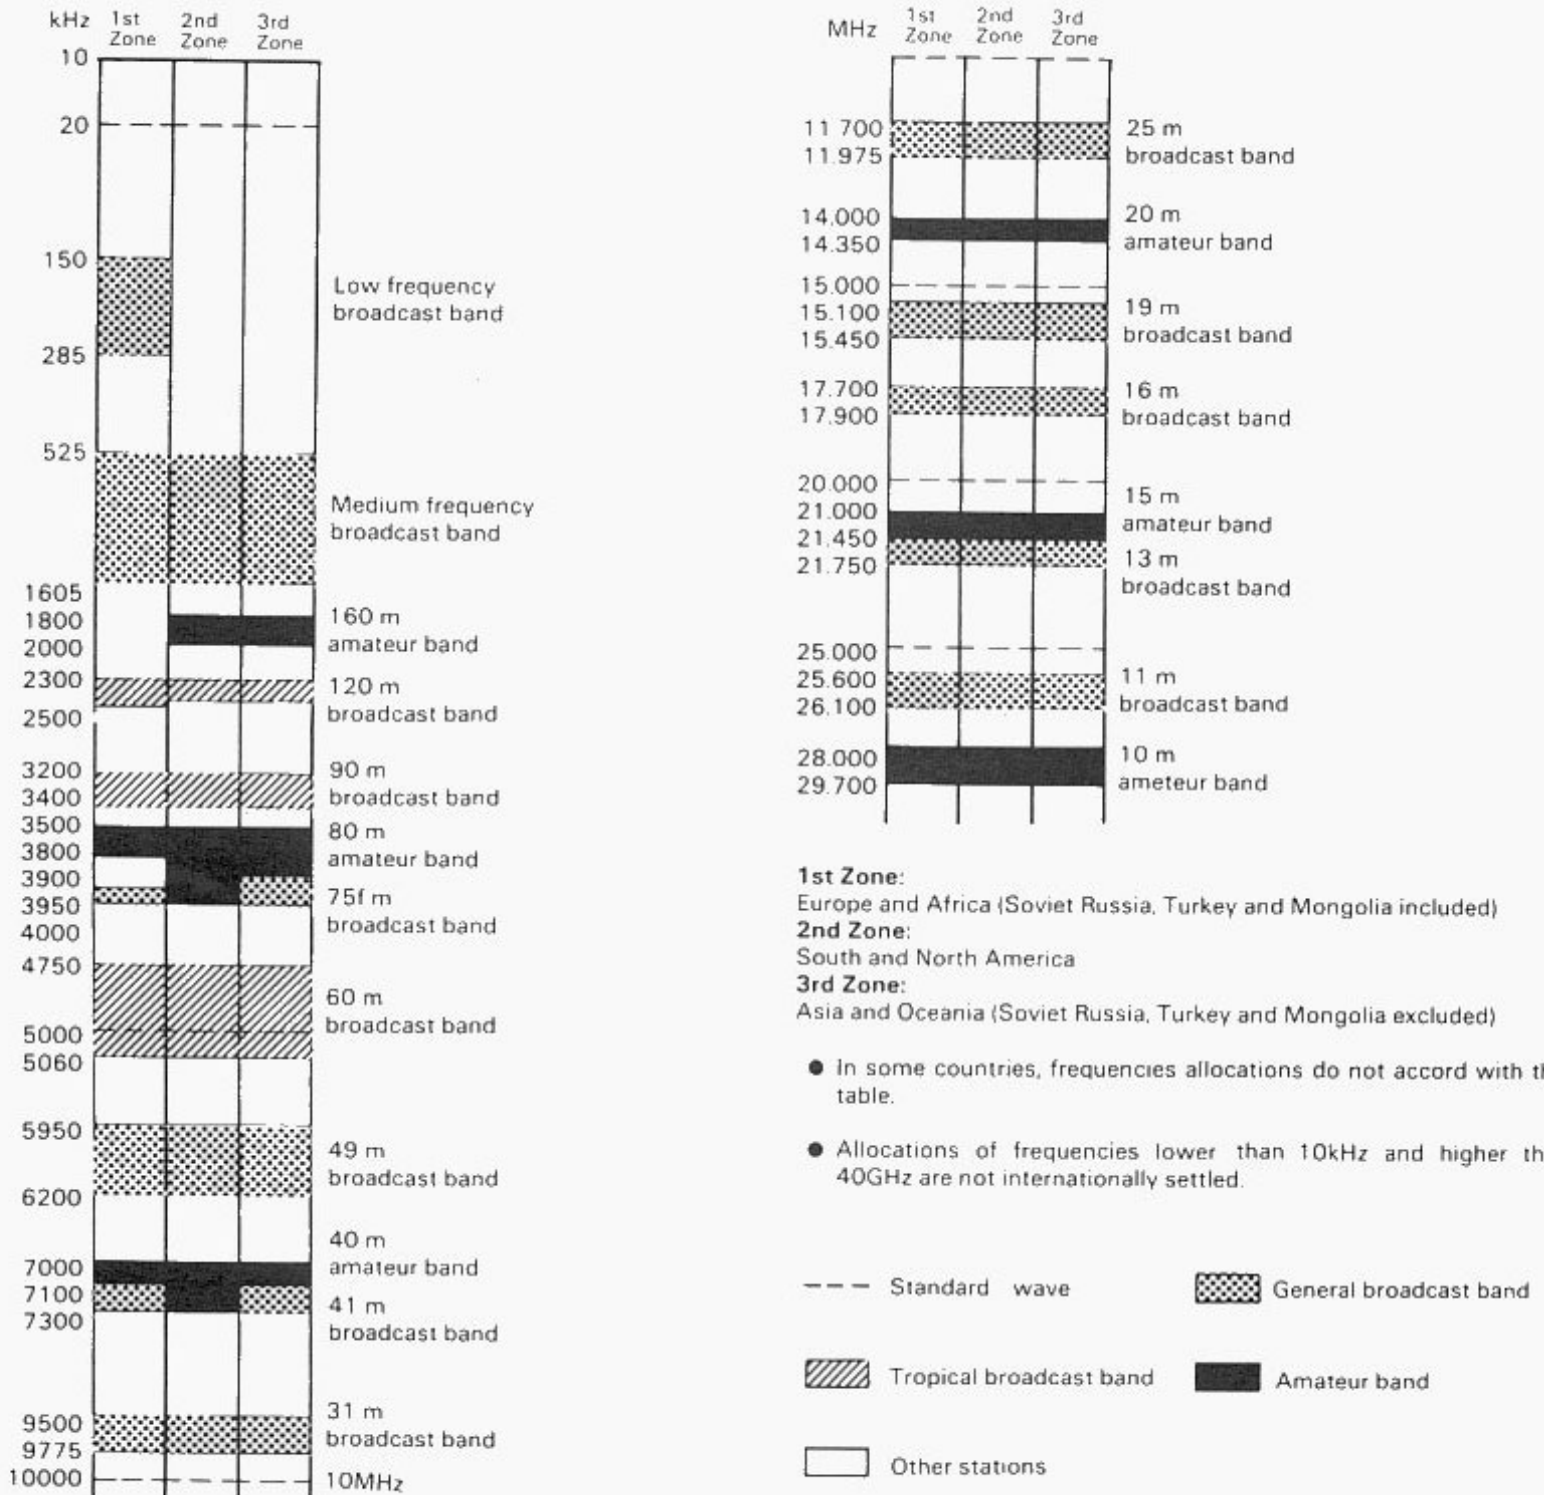 kHz 1st 2nd 3rd
Zone Zone Zone
10
20
150
Low frequency
broadcast band
285
525
Medium frequency
broadcast band
1605
1800 160 m
2000 amateur band
2300 120 m
2500 broadcast band
3200 90 m
3400 broadcast band
3500 80 m
3800 amateur band
3900 75f m
3950 broadcast band
4000
4750
60 m
5000 broadcast band
5060
5950
49 m
broadcast band
6200
40 m
7000 amateur band
7100 41 m
7300 broadcast band
31 m
9500 broadcast band
9775
10000 10MHz
MHz 1st 2nd 3rd
Zone Zone Zone
11 700 25 m
11.975 broadcast band
14.000 20 m
14.350 amateur band
15.000
15.100 19 m
15.450 broadcast band
17.700 16 m
17.900 broadcast band
20.000
21.000 15 m
amateur band
21.450
21.750 13 m
broadcast band
25.000
25.600 11 m
26.100 broadcast band
28.000 10 m
29.700 ameteur band
1st Zone:
Europe and Africa (Soviet Russia, Turkey and Mongolia included)
2nd Zone:
South and North America
3rd Zone:
Asia and Oceania (Soviet Russia, Turkey and Mongolia excluded)
● In some countries, frequencies allocations do not accord with th
table.
● Allocations of frequencies lower than 10kHz and higher th
40GHz are not internationally settled.
Standard wave General broadcast band
Tropical broadcast band Amateur band
Other stations